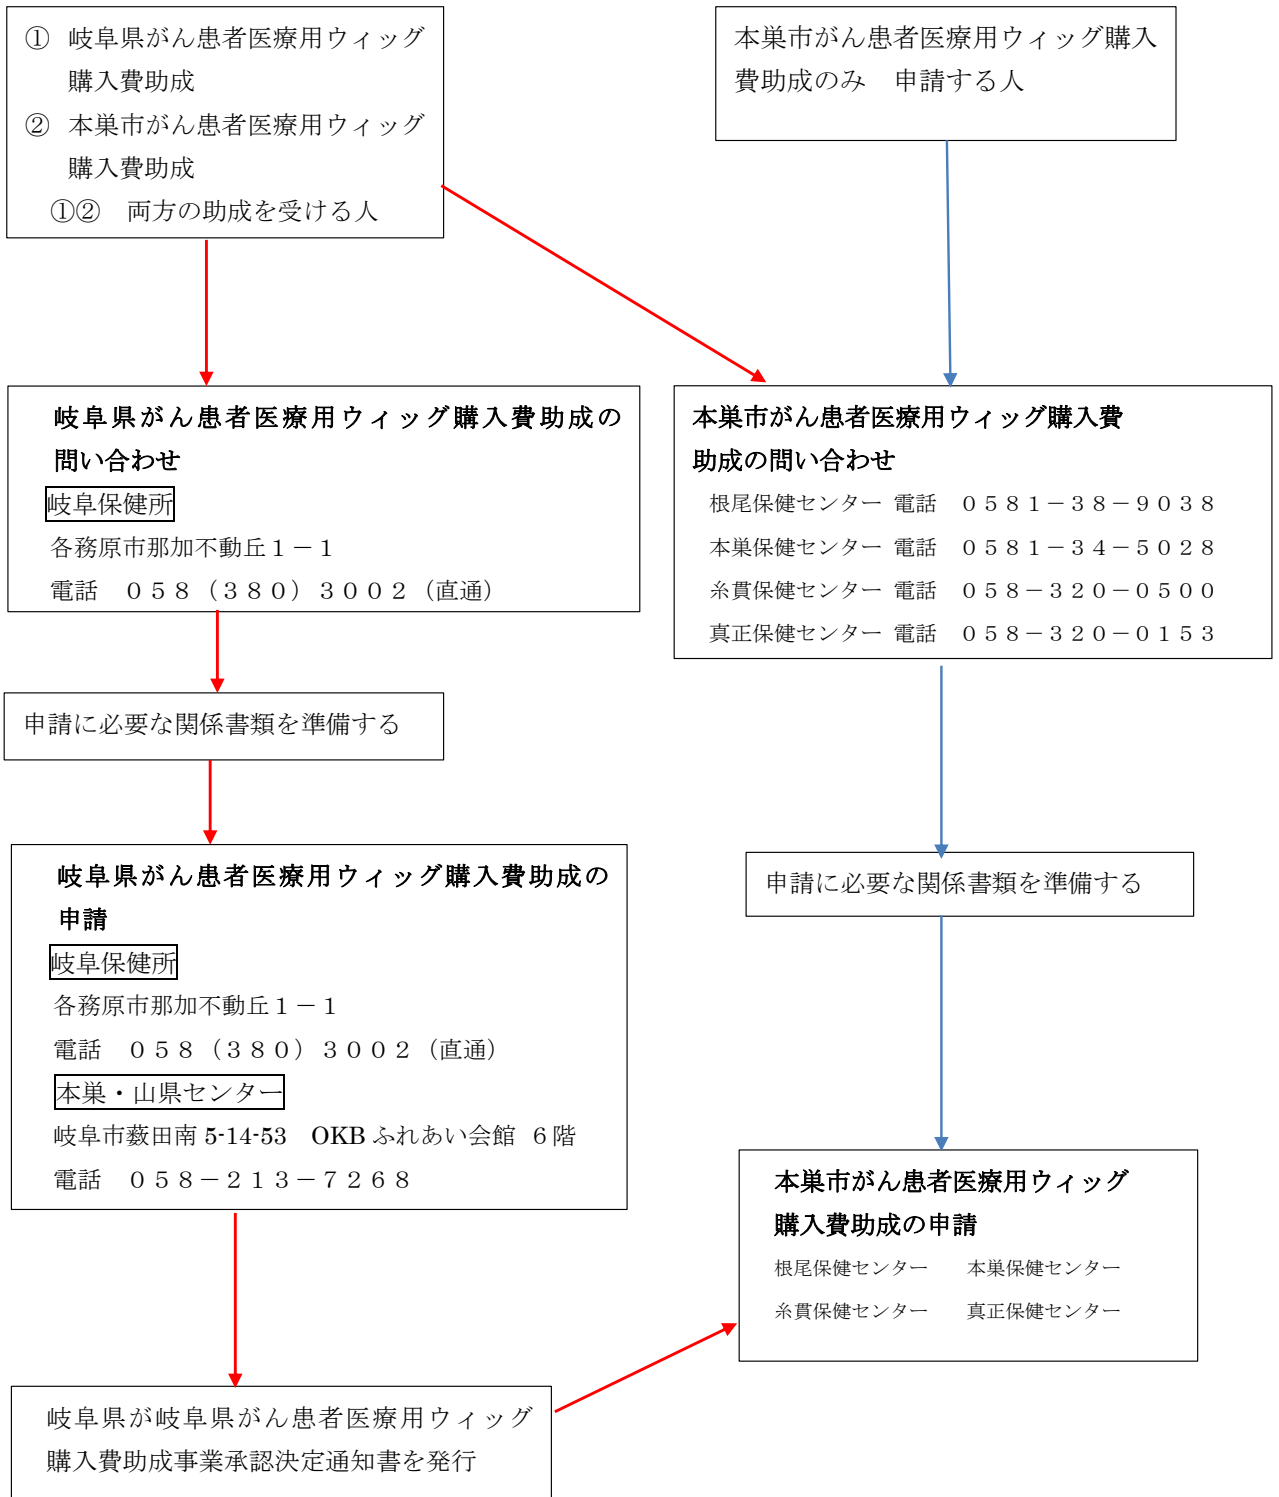 ① 岐阜県がん患者医療用ウィッグ
購入費助成
② 本巣市がん患者医療用ウィッグ
購入費助成
①②　両方の助成を受ける人
本巣市がん患者医療用ウィッグ購入
費助成のみ　申請する人
岐阜県がん患者医療用ウィッグ購入費助成の
問い合わせ
岐阜保健所
各務原市那加不動丘１－１
電話　０５８（３８０）３００２（直通）
本巣市がん患者医療用ウィッグ購入費
助成の問い合わせ
根尾保健センター 電話　０５８１－３８－９０３８
本巣保健センター 電話　０５８１－３４－５０２８
糸貫保健センター 電話　０５８－３２０－０５００
真正保健センター 電話　０５８－３２０－０１５３
申請に必要な関係書類を準備する
岐阜県がん患者医療用ウィッグ購入費助成の
申請
岐阜保健所
各務原市那加不動丘１－１
電話　０５８（３８０）３００２（直通）
本巣・山県センター
岐阜市薮田南 5-14-53　OKB ふれあい会館 ６階
電話　０５８－２１３－７２６８
申請に必要な関係書類を準備する
本巣市がん患者医療用ウィッグ
購入費助成の申請
根尾保健センター　　本巣保健センター
糸貫保健センター　　真正保健センター
岐阜県が岐阜県がん患者医療用ウィッグ
購入費助成事業承認決定通知書を発行